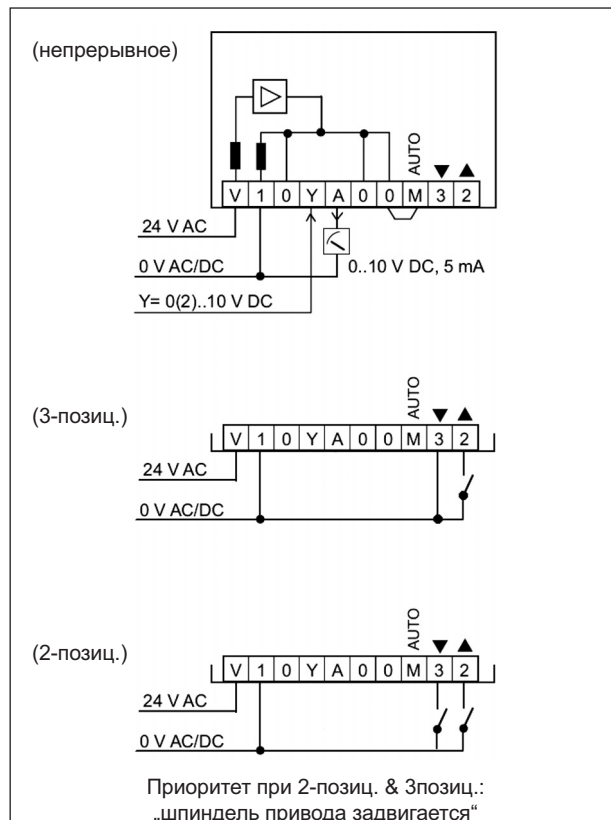 (непрерывное)
AUTO
▼ ▲
V 1 0 Y A 0 0 M 3 2
24 V AC
0 V AC/DC
0..10 V DC, 5 mA
Y= 0(2)..10 V DC
(3-позиц.)
AUTO
▼ ▲
V 1 0 Y A 0 0 M 3 2
24 V AC
0 V AC/DC
(2-позиц.)
AUTO
▼ ▲
V 1 0 Y A 0 0 M 3 2
24 V AC
0 V AC/DC
Приоритет при 2-позиц. & 3позиц.:
„шпиндель привода задвигается“